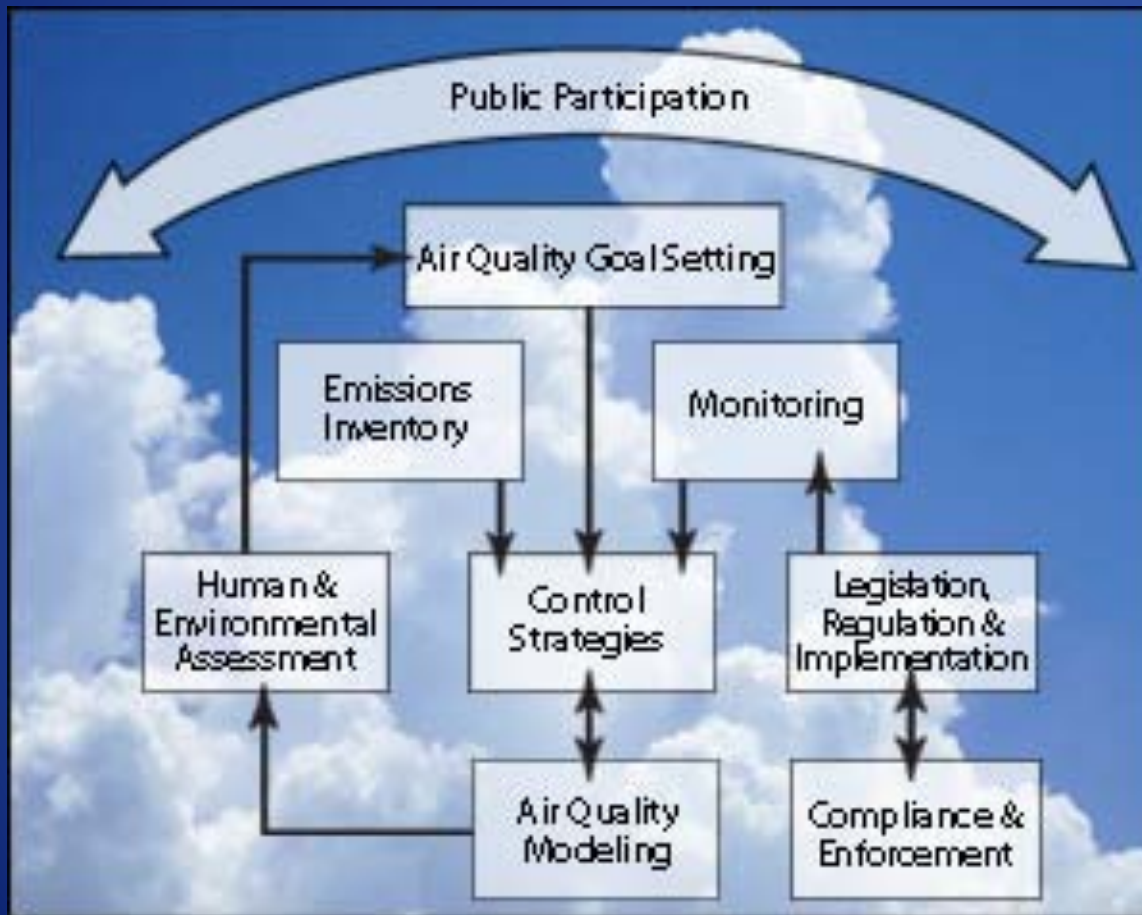 Public Participation
Air Quality Goal Setting
Emissions
Inventory
Monitoring
Human &
Environmental
Assessment
Control
Strategies
Legislation,
Regulation &
Implementation
Air Quality
Modeling
Compliance &
Enforcement